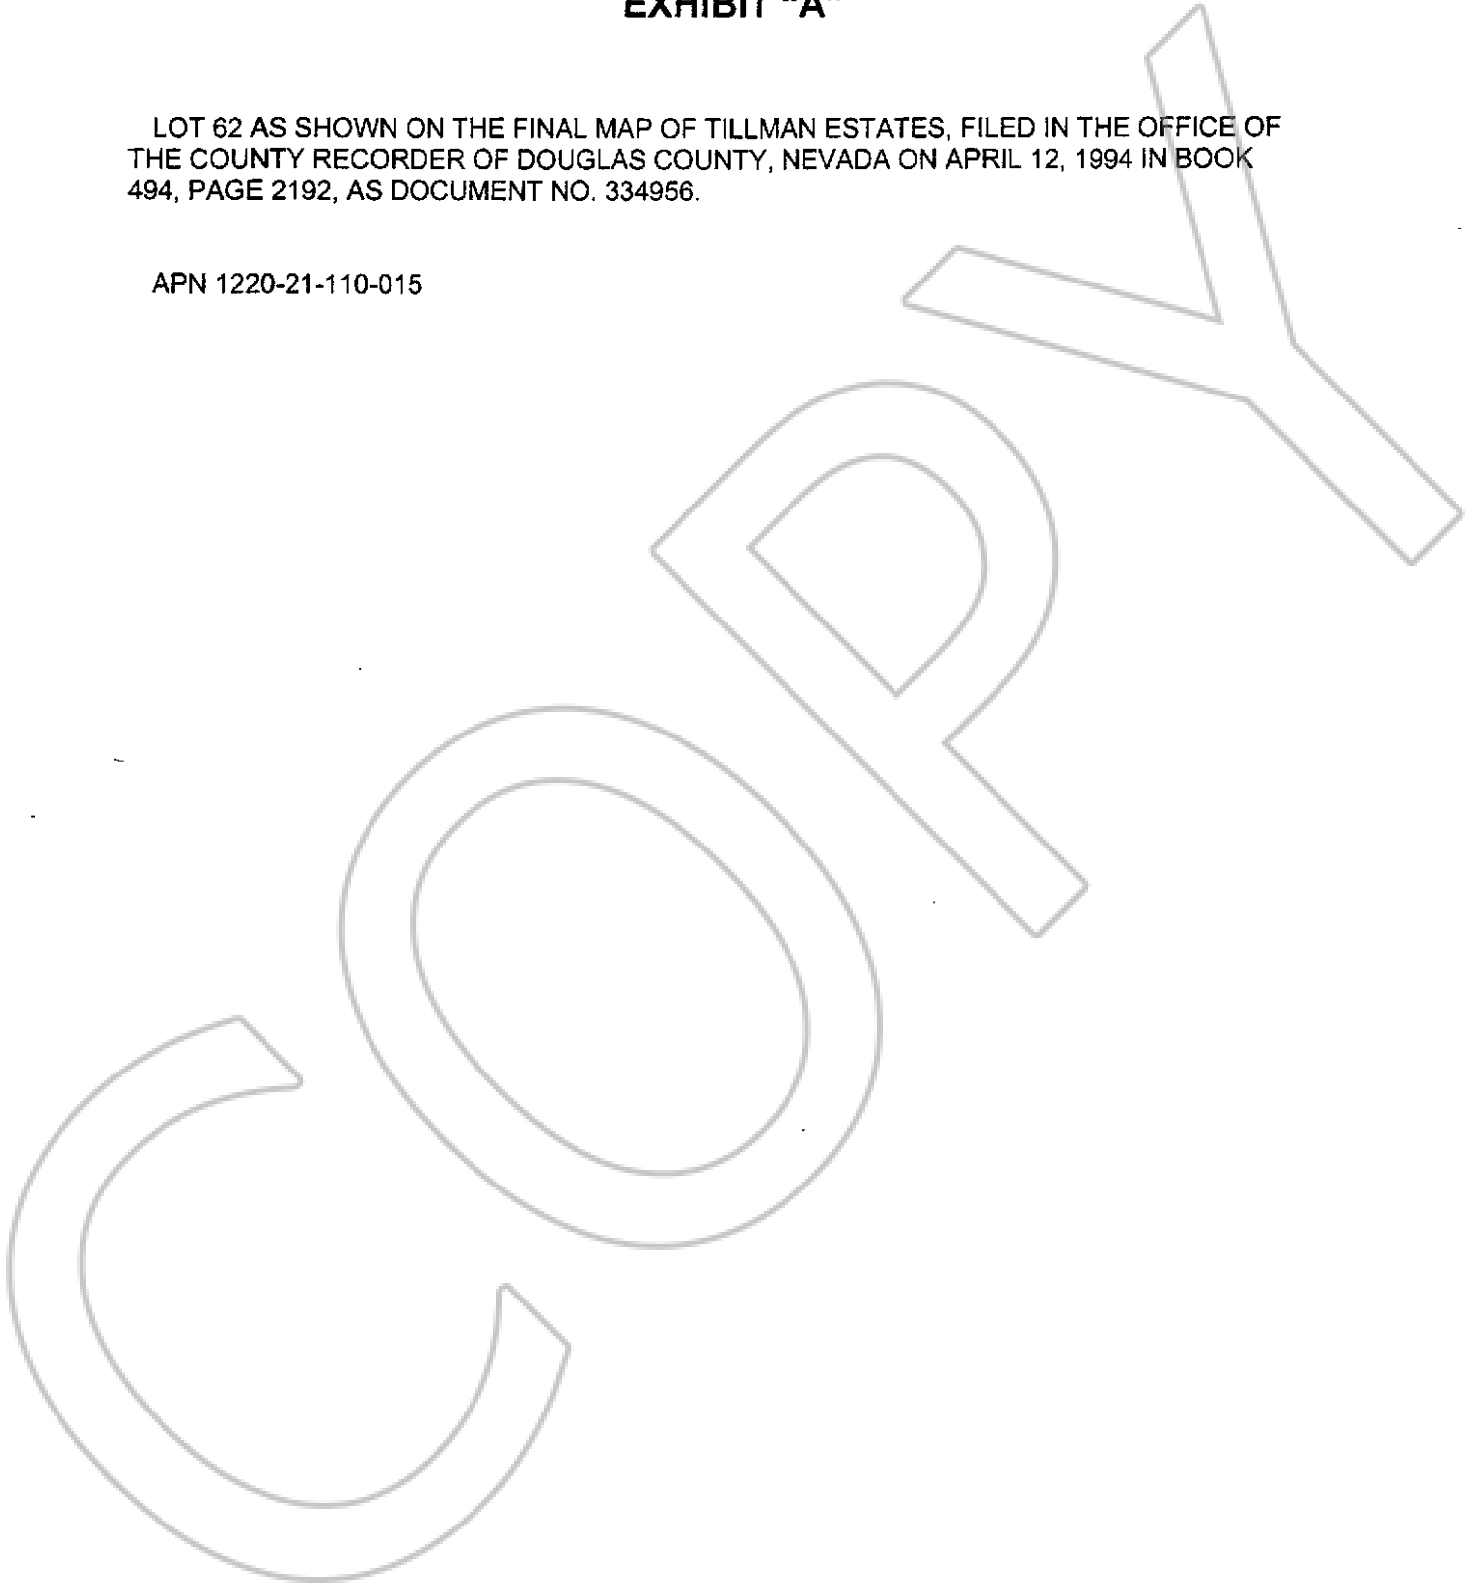 EXHIBIT "A"
LOT 62 AS SHOWN ON THE FINAL MAP OF TILLMAN ESTATES, FILED IN THE OFFICE OF
THE COUNTY RECORDER OF DOUGLAS COUNTY, NEVADA ON APRIL 12, 1994 IN BOOK
494, PAGE 2192, AS DOCUMENT NO. 334956.
APN 1220-21-110-015
COPY